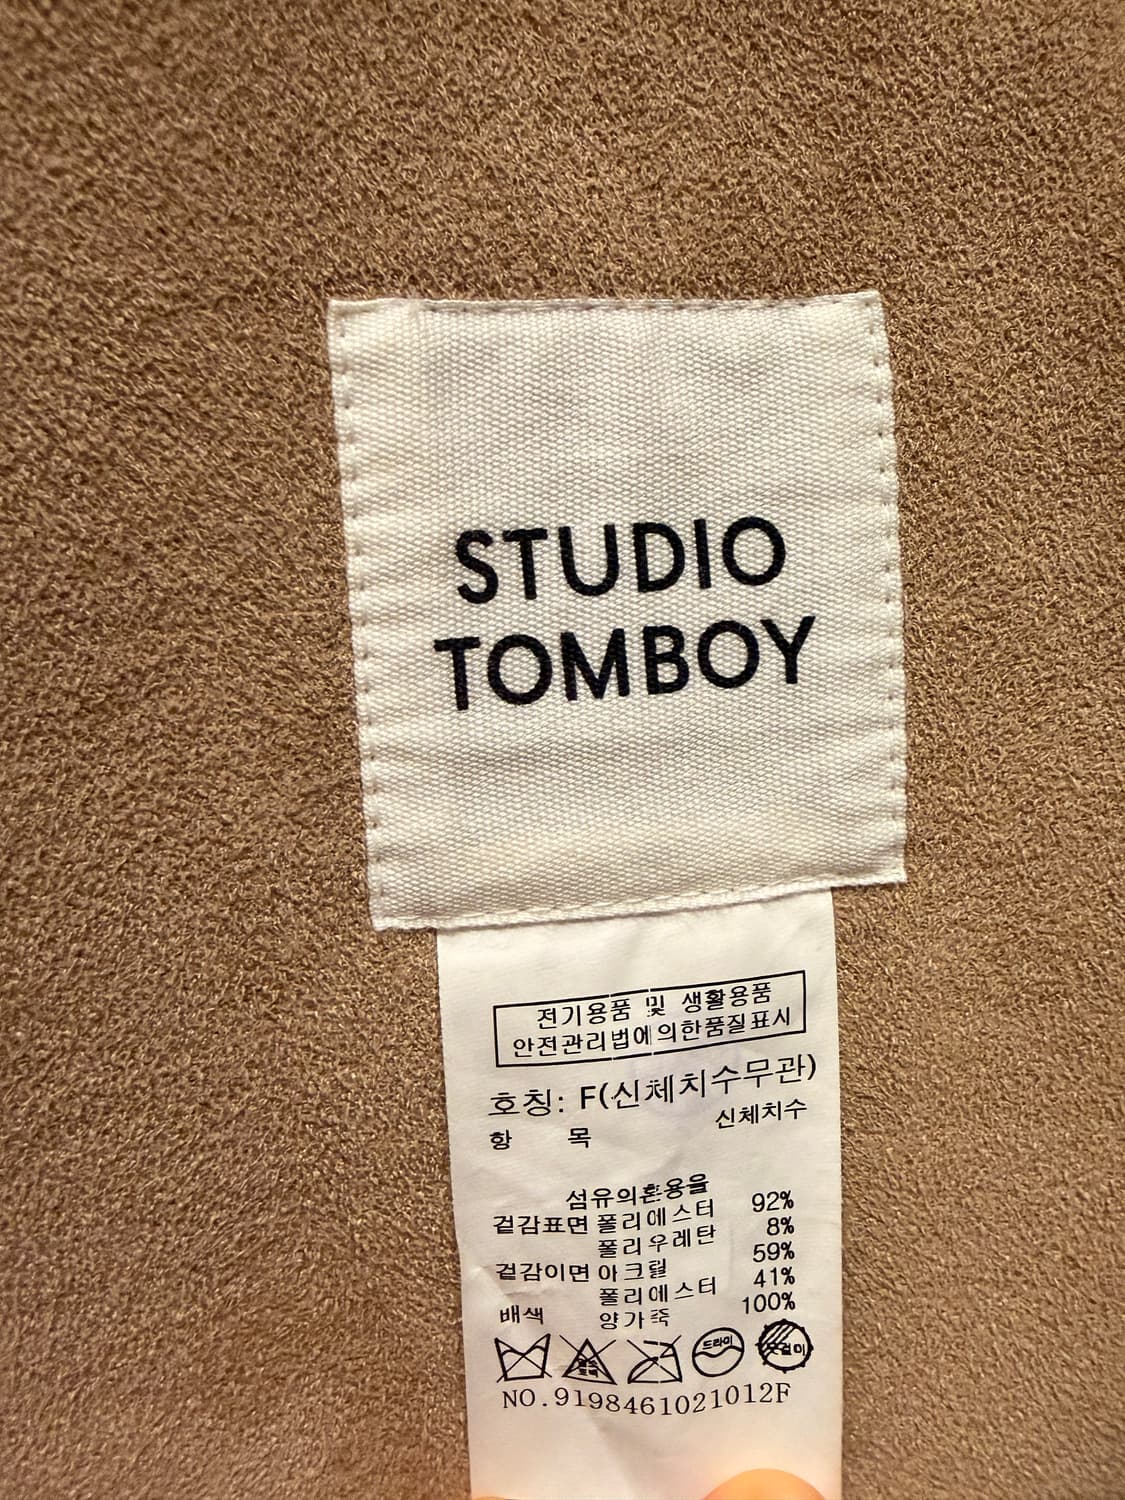 STUDIO
TOMBOY
전기용품 및 생활용품
안전관리법에의한품질표시
호칭: F(신체치수무관)
항 목 신체치수
섬유의혼용율
겉감표면 폴리에스터 92%
폴리우레탄 8%
겉감이면 아크릴 59%
폴리에스터 41%
배색 양가죽 100%
드라이
NO.9198461021012F